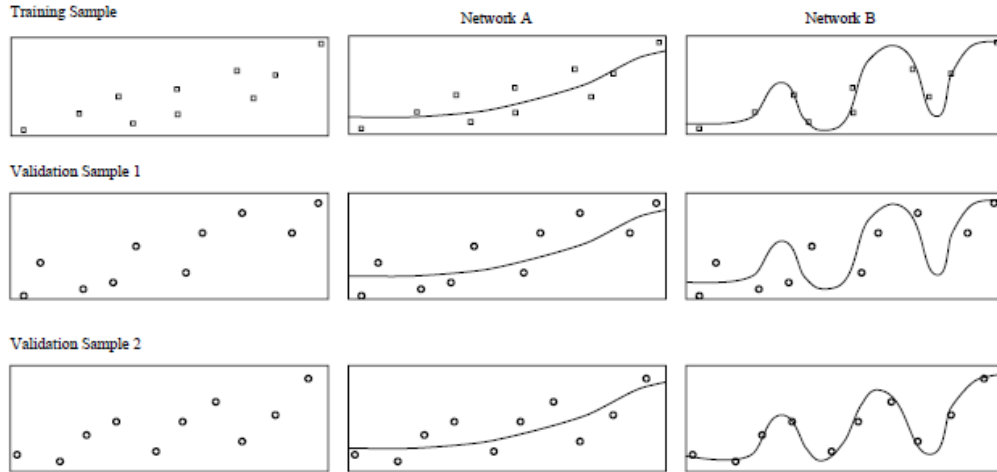 Training Sample
Network A
Network B
Validation Sample 1
Validation Sample 2